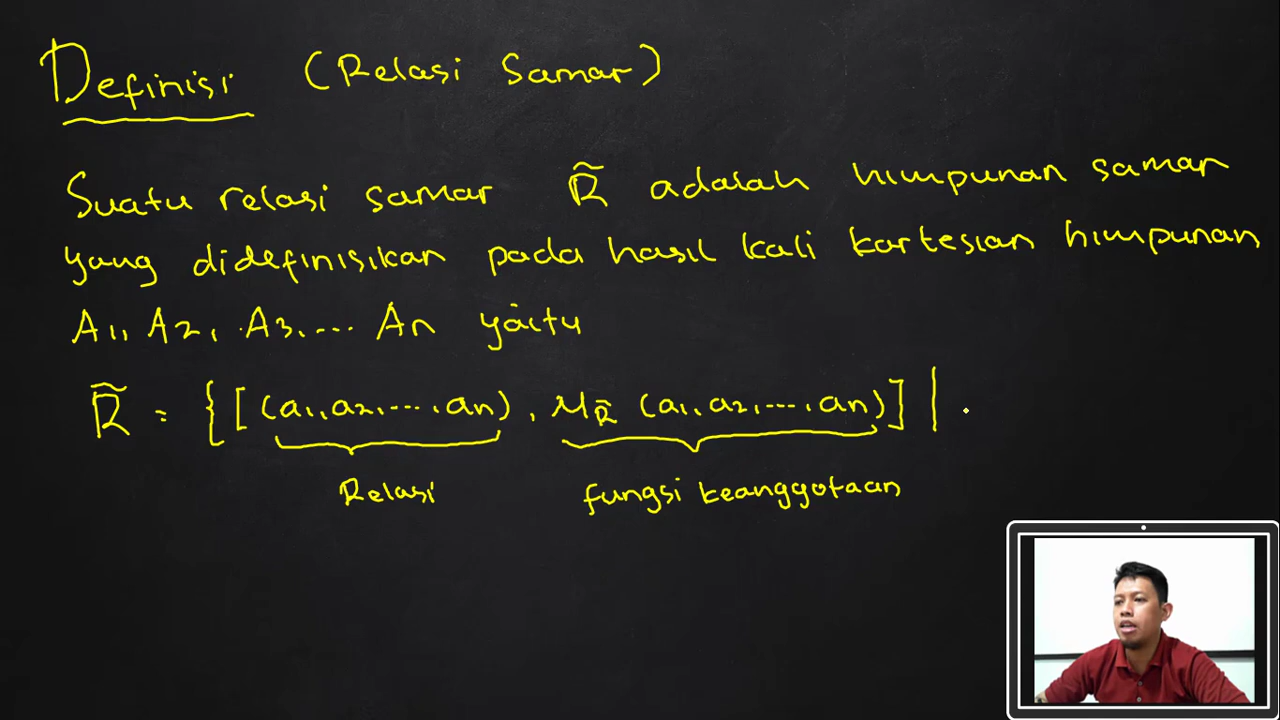 Definisi (Relasi Samar)
Suatu relasi samar R̃ adalah himpunan samar
yang didefinisikan pada hasil kali kartesian himpunan
A1, A2, A3, ... An yaitu
R̃ = {[(a1, a2, ..., an), μR̃ (a1, a2, ..., an)] |
Relasi fungsi keanggotaan